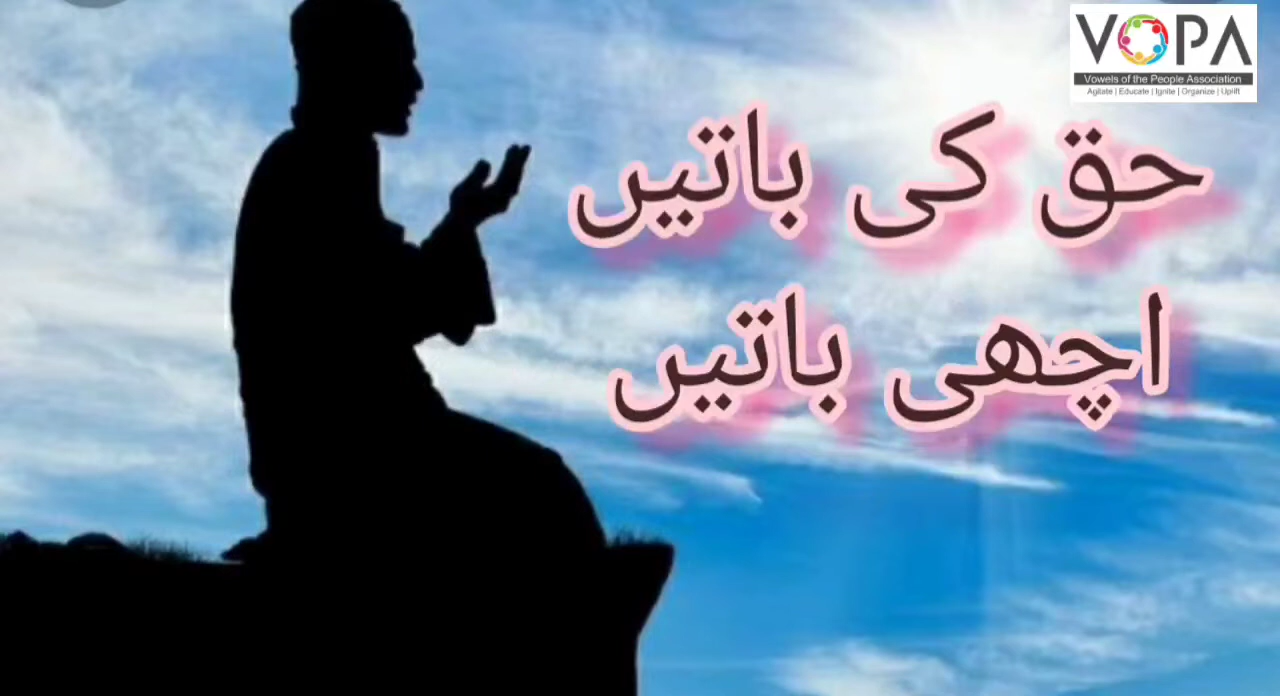 VOPA
Vowels of the People Association
Agitate | Educate | Ignite | Organize | Uplift
حق کی باتیں
اچھی باتیں